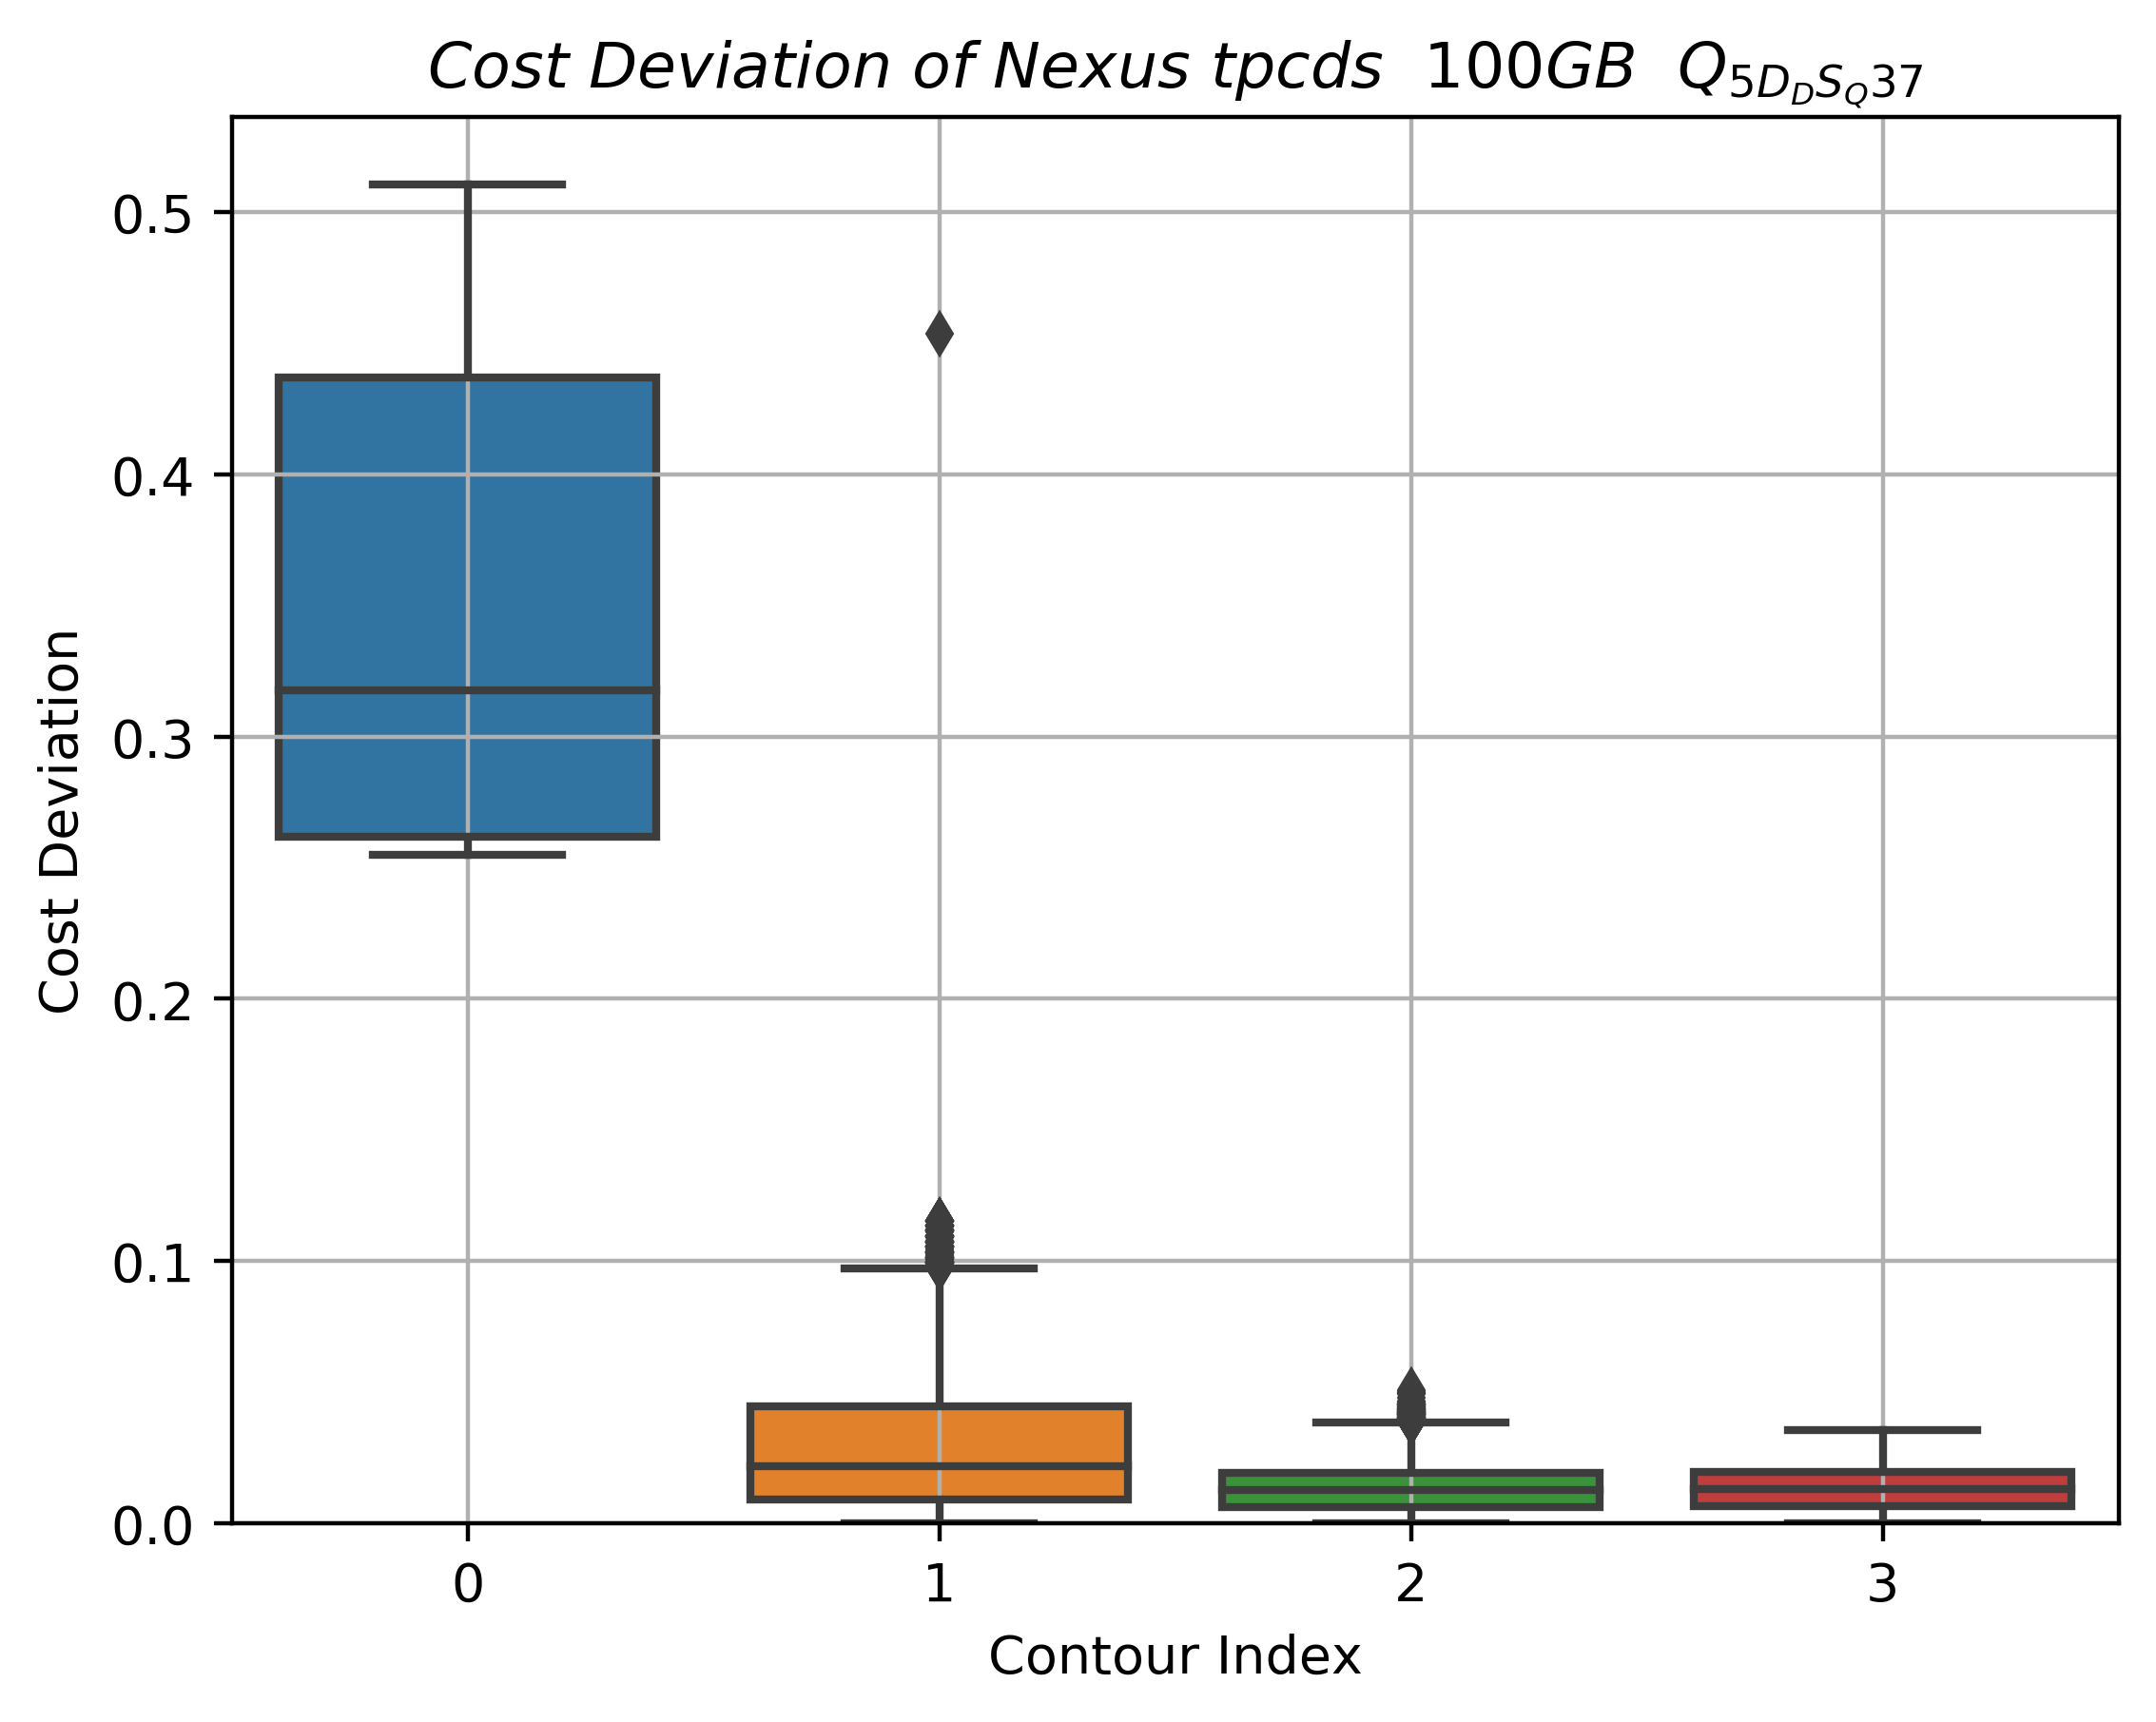 Cost Deviation of Nexus tpcds 100GB Q5DDSQ37
0.5
0.4
0.3
0.2
0.1
0.0
Cost Deviation
0 1 2 3
Contour Index